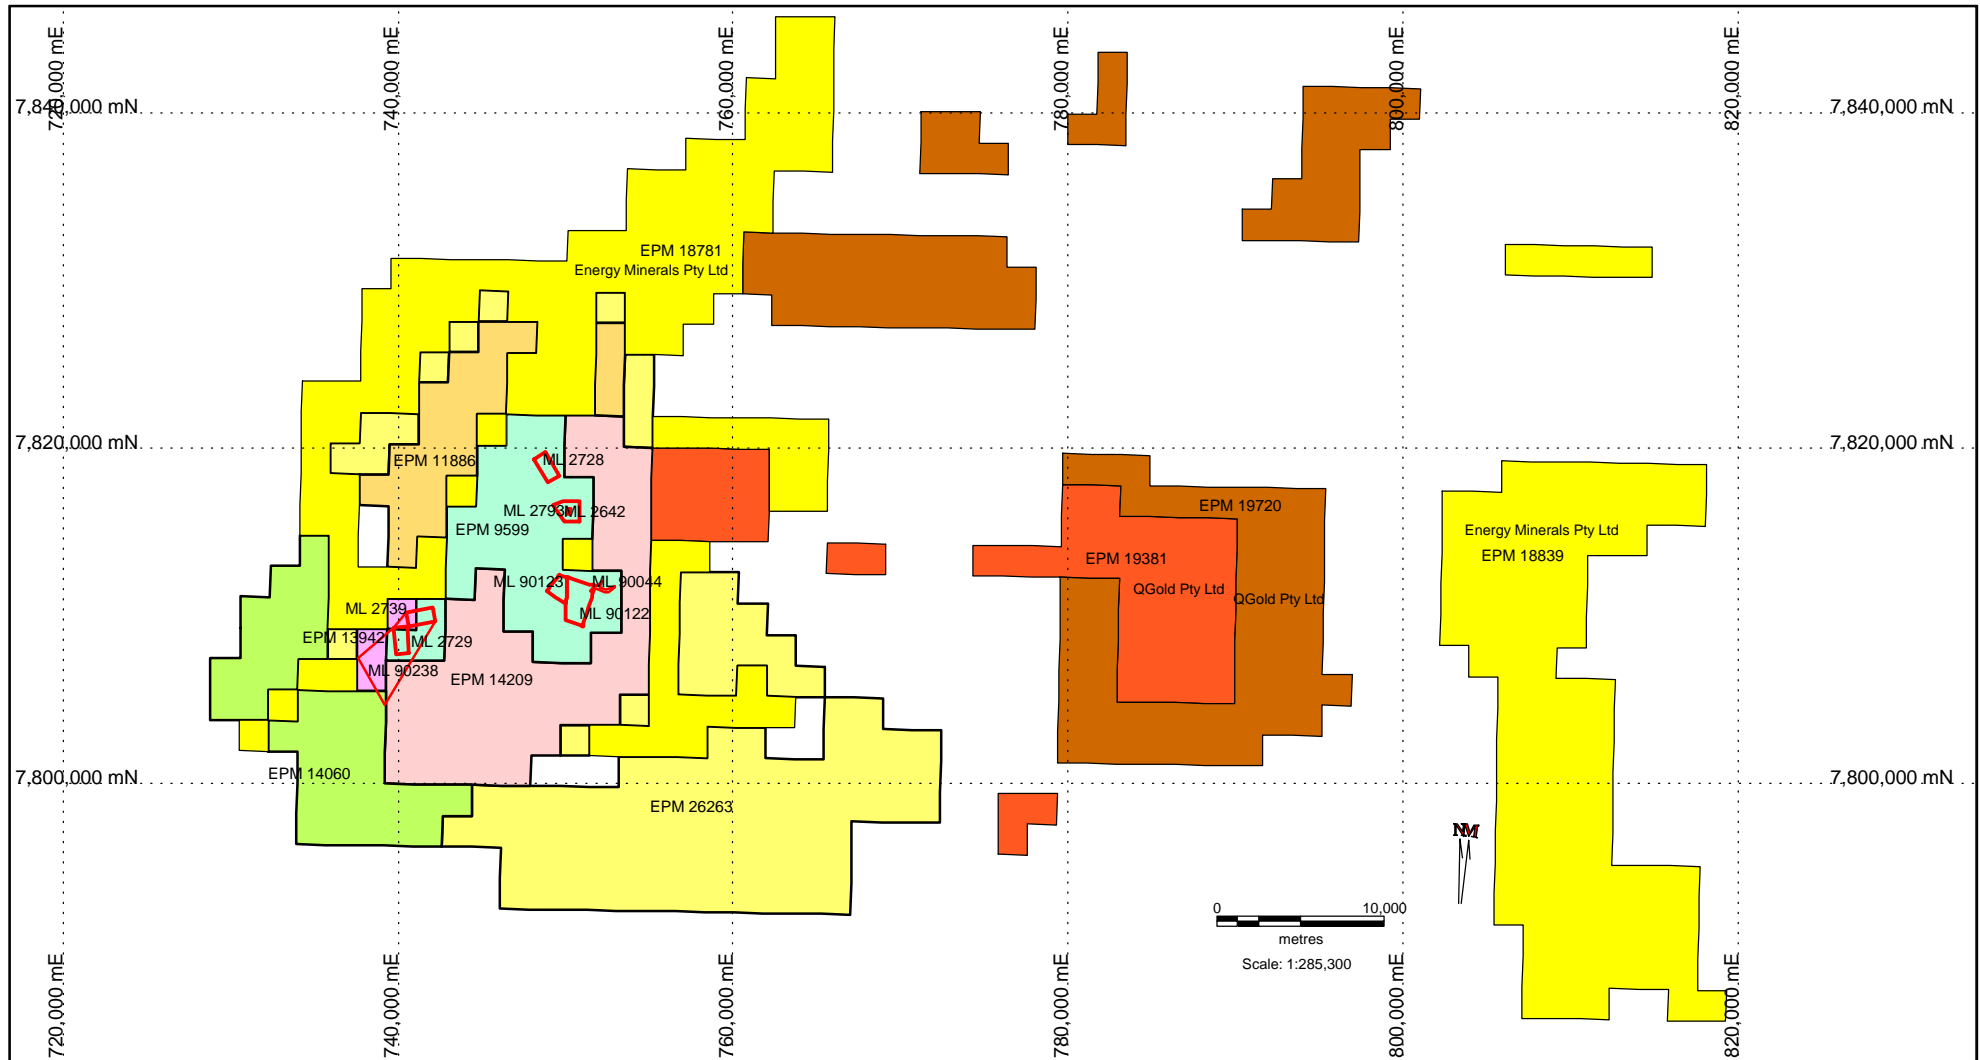 720,000 mE
740,000 mE
760,000 mE
780,000 mE
800,000 mE
820,000 mE
7,840,000 mN
7,840,000 mN
EPM 18781
Energy Minerals Pty Ltd
7,820,000 mN
7,820,000 mN
EPM 11886
ML 2728
ML 2793
ML 2642
EPM 9599
EPM 19720
Energy Minerals Pty Ltd
EPM 18839
EPM 19381
QGold Pty Ltd
QGold Pty Ltd
ML 90123
ML 90044
ML 90122
ML 2739
EPM 13942
ML 2729
ML 90238
EPM 14209
EPM 14060
7,800,000 mN
7,800,000 mN
EPM 26263
N
M
0
10,000
metres
Scale: 1:285,300
720,000 mE
740,000 mE
760,000 mE
780,000 mE
800,000 mE
820,000 mE